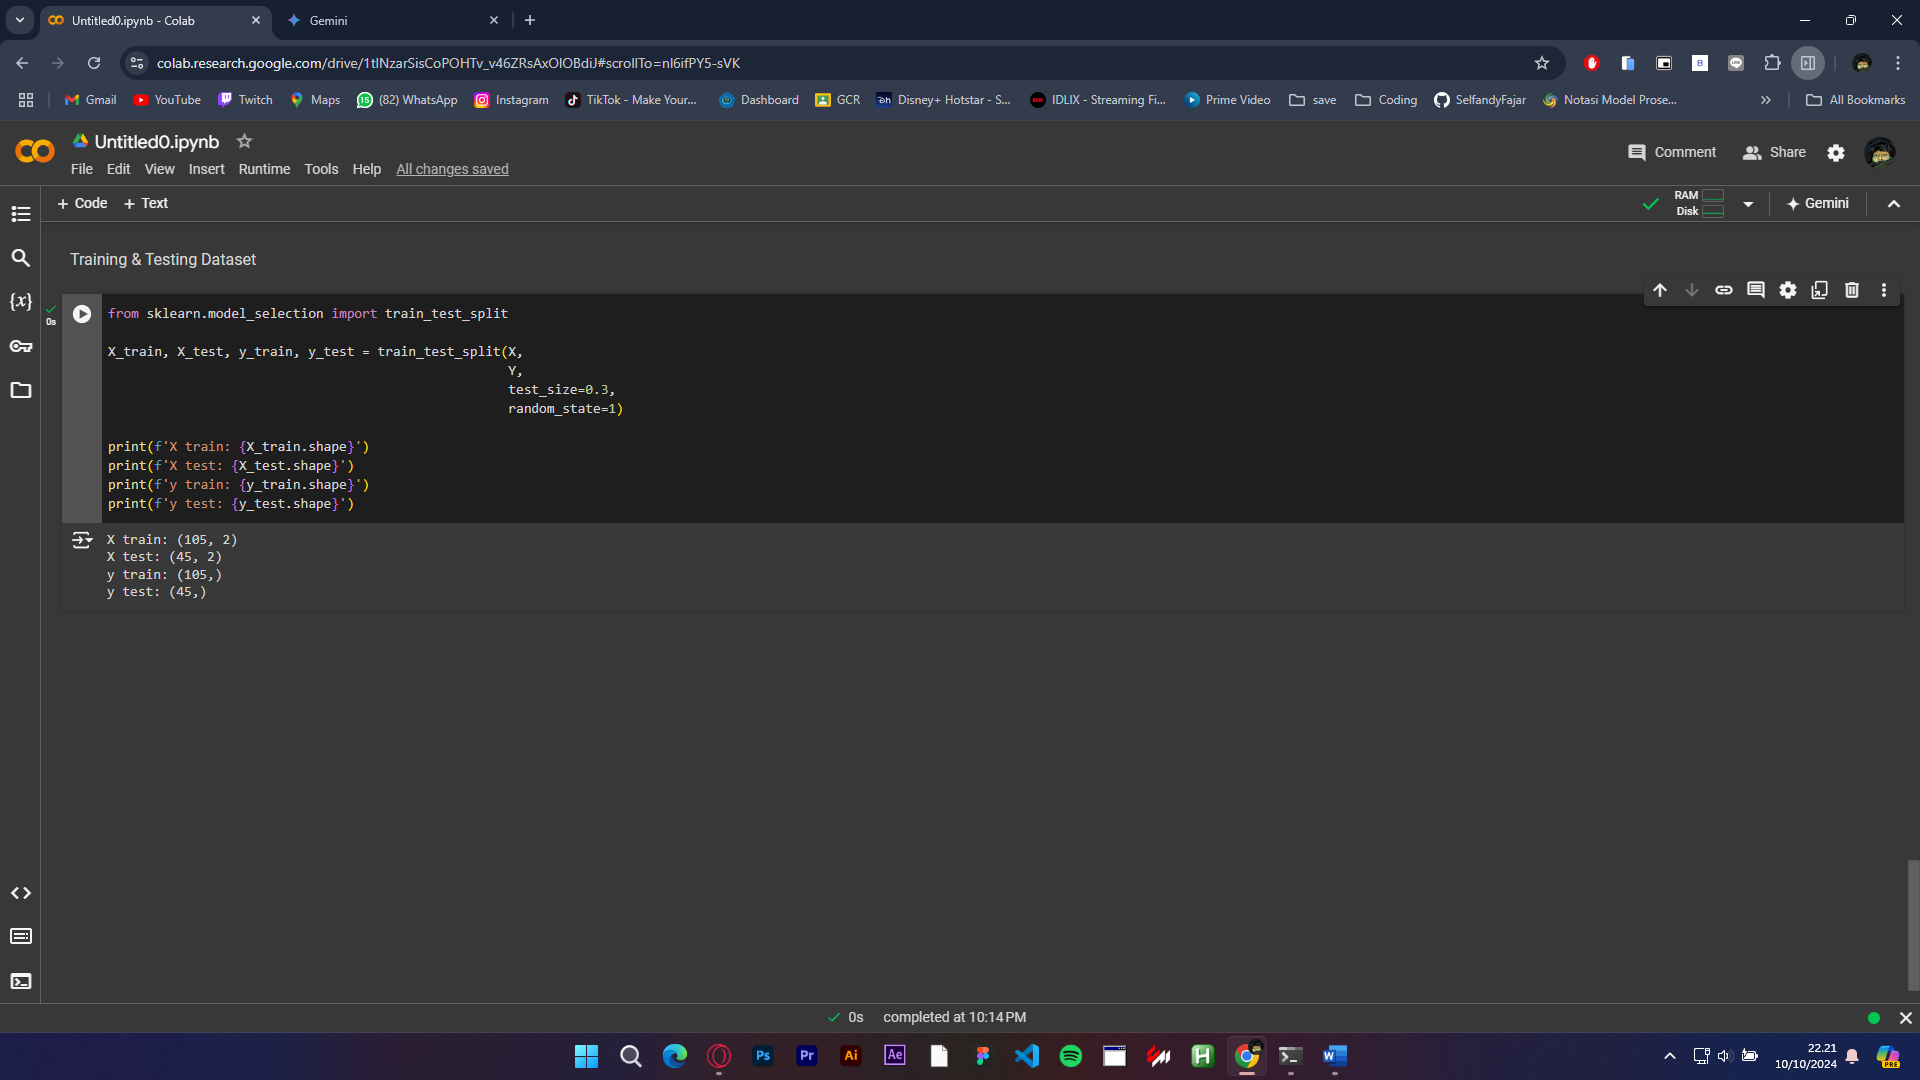 Untitled0.ipynb - Colab
Gemini
colab.research.google.com/drive/1tINzarSisCoPOHTv_v46ZRsAxOIOBdiJ#scrollTo=nl6ifPY5-sVK
Gmail
YouTube
Twitch
Maps
(82) WhatsApp
Instagram
TikTok - Make Your...
Dashboard
GCR
Disney+ Hotstar - S...
IDLIX - Streaming Fi...
Prime Video
save
Coding
SelfandyFajar
Notasi Model Prose...
All Bookmarks
Untitled0.ipynb
Comment
Share
File Edit View Insert Runtime Tools Help All changes saved
+ Code + Text
RAM
Disk
Gemini
Training & Testing Dataset
0s
from sklearn.model_selection import train_test_split
X_train, X_test, y_train, y_test = train_test_split(X,
Y,
test_size=0.3,
random_state=1)
print(f'X train: {X_train.shape}')
print(f'X test: {X_test.shape}')
print(f'y train: {y_train.shape}')
print(f'y test: {y_test.shape}')
X train: (105, 2)
X test: (45, 2)
y train: (105,)
y test: (45,)
0s completed at 10:14 PM
Ps
Pr
Ai
Ae
22.21
10/10/2024
PRE